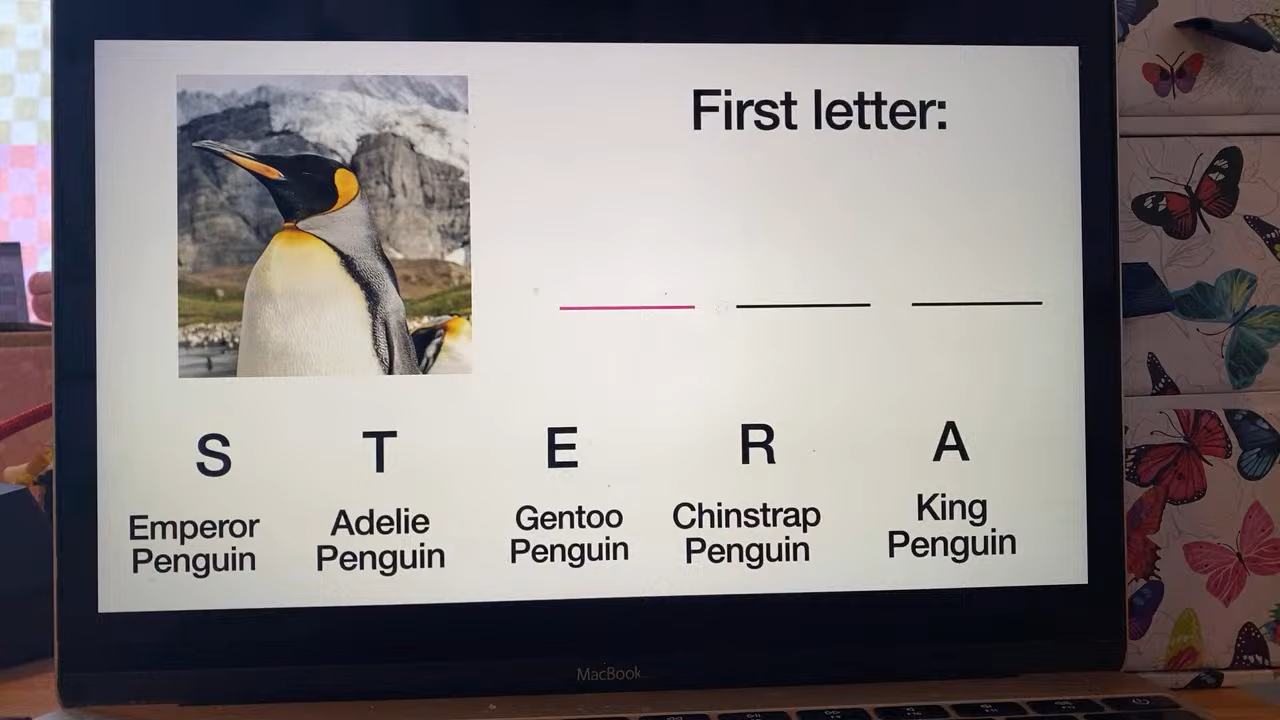 First letter:
S T E R A
Emperor Penguin
Adelie Penguin
Gentoo Penguin
Chinstrap Penguin
King Penguin
MacBook